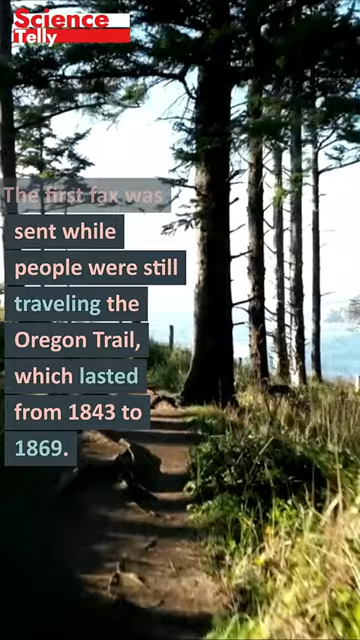 Science
Telly
The first fax was
sent while
people were still
traveling the
Oregon Trail,
which lasted
from 1843 to
1869.